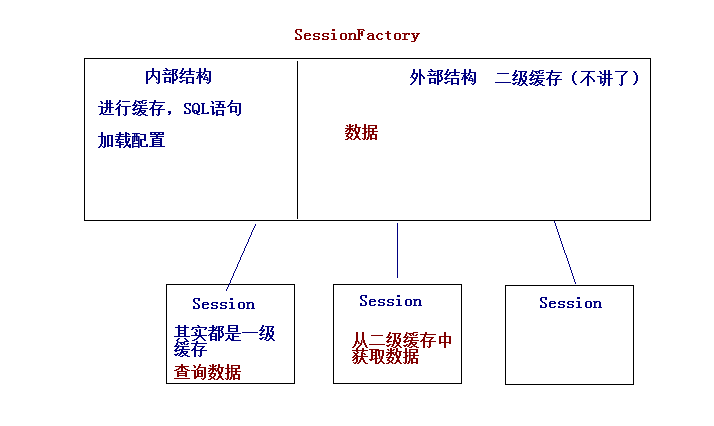 SessionFactory
内部结构
外部结构 二级缓存（不讲了）
进行缓存，SQL语句
数据
加载配置
Session
其实都是一级
缓存
查询数据
Session
从二级缓存中
获取数据
Session